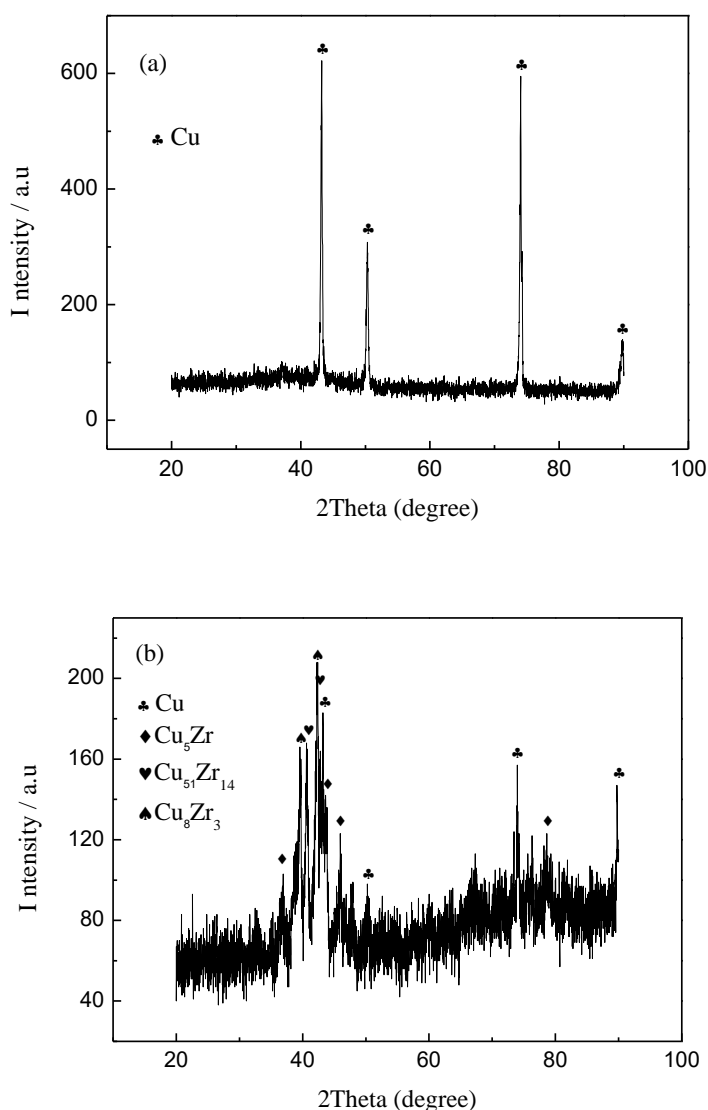 (a)
600
♣ Cu
400
200
0
20 40 60 80 100
I ntensity / a.u
2Theta (degree)
(b)
200
♣ Cu
♦ Cu₅Zr
160
♥ Cu₅₁Zr₁₄
♠ Cu₈Zr₃
120
80
40
20 40 60 80 100
I ntensity / a.u
2Theta (degree)